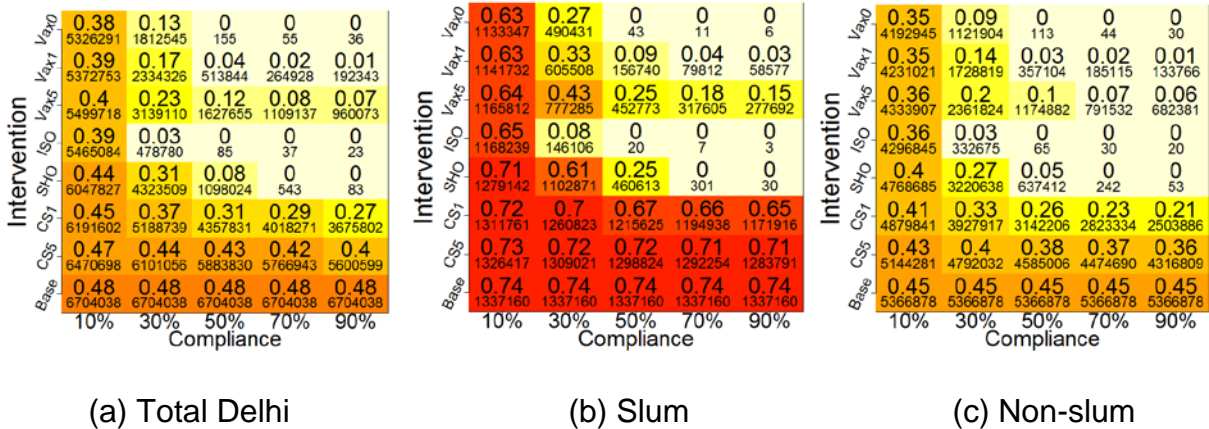 Intervention
Vax0 0.38 0.13 0 0 0
5326291 1812545 155 55 36
Vax1 0.39 0.17 0.04 0.02 0.01
5372753 2334326 513844 264928 192343
Vax5 0.4 0.23 0.12 0.08 0.07
5499718 3139110 1627655 1109137 960073
ISO 0.39 0.03 0 0 0
5465084 478780 85 37 23
SHO 0.44 0.31 0.08 0 0
6047827 4323509 1098024 543 83
CS1 0.45 0.37 0.31 0.29 0.27
6191602 5188739 4357831 4018271 3675802
CS5 0.47 0.44 0.43 0.42 0.4
6470698 6101056 5883830 5766943 5600599
Base 0.48 0.48 0.48 0.48 0.48
6704038 6704038 6704038 6704038 6704038
10% 30% 50% 70% 90%
Compliance
(a) Total Delhi
Intervention
Vax0 0.63 0.27 0 0 0
1133347 490431 43 11 6
Vax1 0.63 0.33 0.09 0.04 0.03
1141732 605508 156740 79812 58577
Vax5 0.64 0.43 0.25 0.18 0.15
1165812 777285 452773 317605 277692
ISO 0.65 0.08 0 0 0
1168239 146106 20 7 3
SHO 0.71 0.61 0.25 0 0
1279142 1102871 460613 301 30
CS1 0.72 0.7 0.67 0.66 0.65
1311761 1260823 1215625 1194938 1171916
CS5 0.73 0.72 0.72 0.71 0.71
1326417 1309021 1298824 1292254 1283791
Base 0.74 0.74 0.74 0.74 0.74
1337160 1337160 1337160 1337160 1337160
10% 30% 50% 70% 90%
Compliance
(b) Slum
Intervention
Vax0 0.35 0.09 0 0 0
4192945 1121904 113 44 30
Vax1 0.35 0.14 0.03 0.02 0.01
4231021 1728819 357104 185115 133766
Vax5 0.36 0.2 0.1 0.07 0.06
4333907 2361824 1174882 791532 682381
ISO 0.36 0.03 0 0 0
4296845 332675 65 30 20
SHO 0.4 0.27 0.05 0 0
4768685 3220638 637412 242 53
CS1 0.41 0.33 0.26 0.23 0.21
4879841 3927917 3142206 2823334 2503886
CS5 0.43 0.4 0.38 0.37 0.36
5144281 4792032 4585006 4474690 4316809
Base 0.45 0.45 0.45 0.45 0.45
5366878 5366878 5366878 5366878 5366878
10% 30% 50% 70% 90%
Compliance
(c) Non-slum